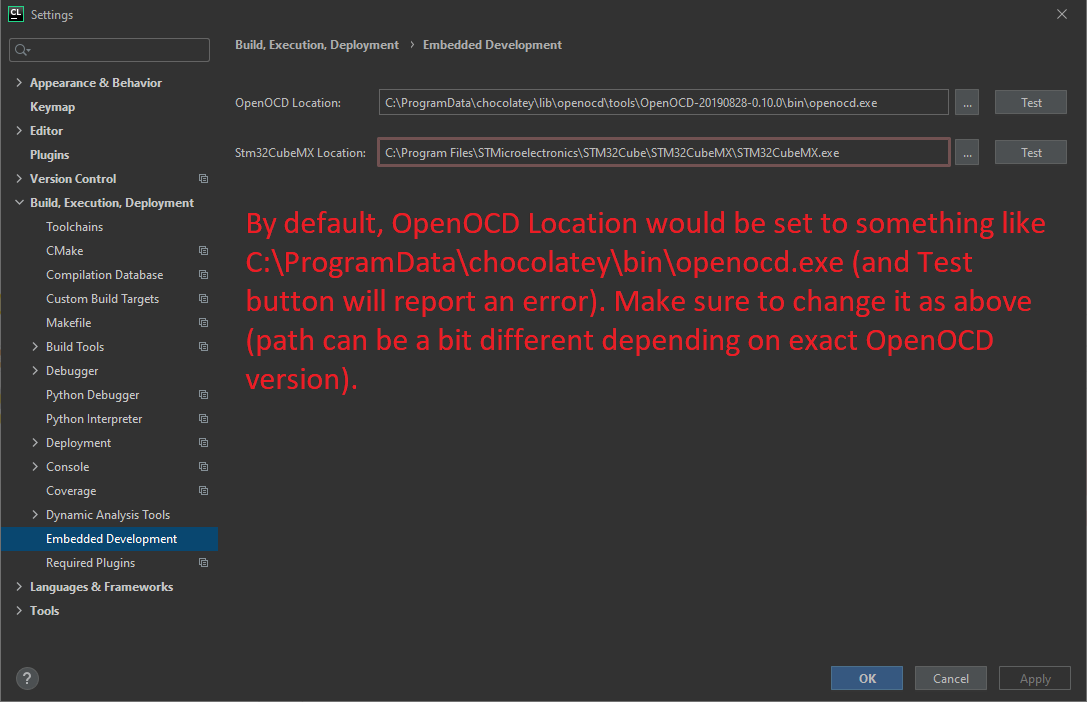 CL Settings
Build, Execution, Deployment › Embedded Development
Appearance & Behavior
Keymap
Editor
Plugins
Version Control
Build, Execution, Deployment
Toolchains
CMake
Compilation Database
Custom Build Targets
Makefile
Build Tools
Debugger
Python Debugger
Python Interpreter
Deployment
Console
Coverage
Dynamic Analysis Tools
Embedded Development
Required Plugins
Languages & Frameworks
Tools
OpenOCD Location: C:\ProgramData\chocolatey\lib\openocd\tools\OpenOCD-20190828-0.10.0\bin\openocd.exe ... Test
Stm32CubeMX Location: C:\Program Files\STMicroelectronics\STM32Cube\STM32CubeMX\STM32CubeMX.exe ... Test
By default, OpenOCD Location would be set to something like
C:\ProgramData\chocolatey\bin\openocd.exe (and Test
button will report an error). Make sure to change it as above
(path can be a bit different depending on exact OpenOCD
version).
? OK Cancel Apply